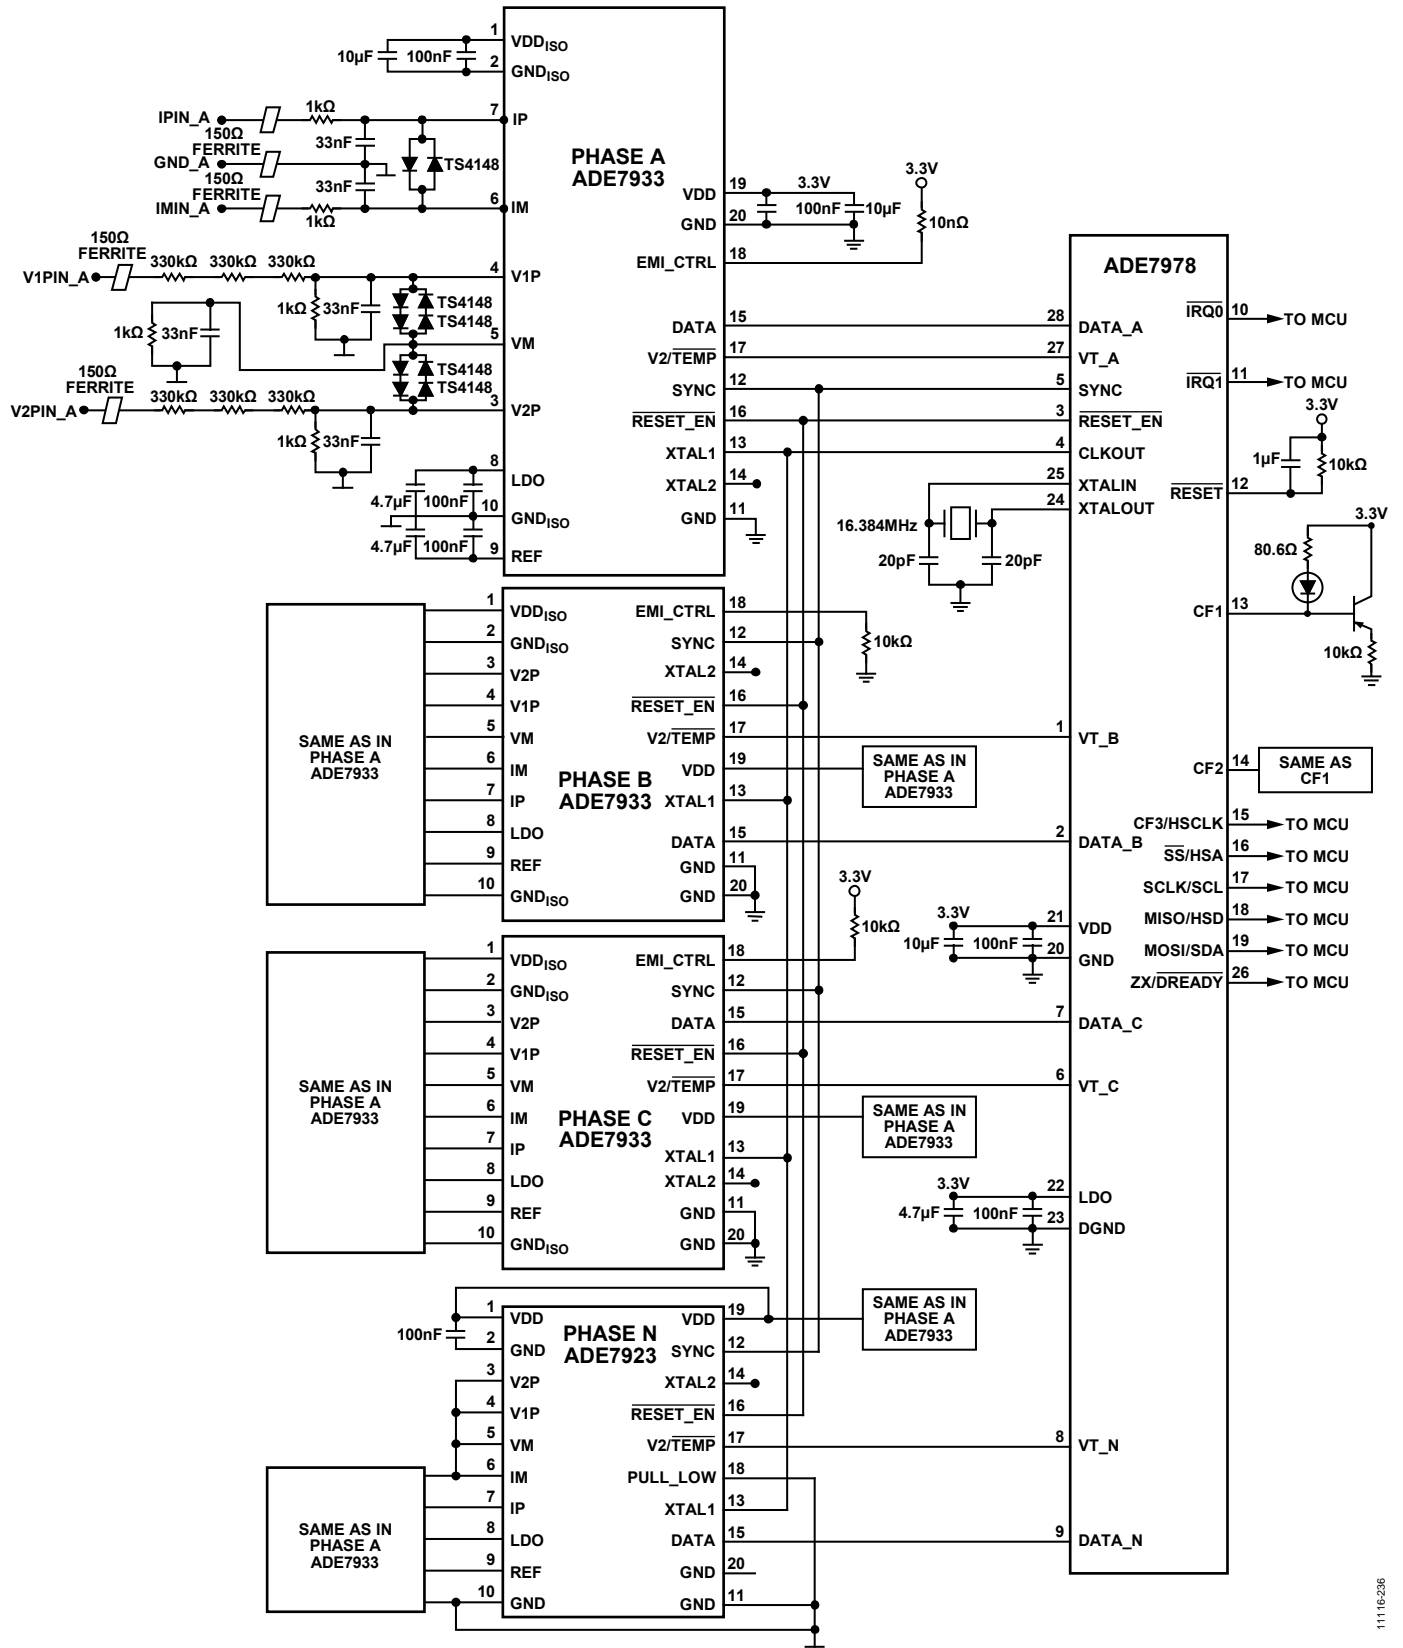 1
VDDISO
10µF
100nF
2
GNDISO
IPIN_A
1kΩ
7
IP
150Ω
FERRITE
33nF
GND_A
TS4148
150Ω
FERRITE
33nF
IMIN_A
1kΩ
6
IM
PHASE A
ADE7933
VDD
19
3.3V
100nF
10µF
GND
20
3.3V
10nΩ
EMI_CTRL
18
150Ω
FERRITE
V1PIN_A
330kΩ
330kΩ
330kΩ
4
V1P
1kΩ
33nF
TS4148
TS4148
1kΩ
33nF
5
VM
150Ω
FERRITE
TS4148
TS4148
V2PIN_A
330kΩ
330kΩ
330kΩ
3
V2P
1kΩ
33nF
8
LDO
4.7µF
100nF
10
GNDISO
4.7µF
100nF
9
REF
DATA
15
V2/TEMP
17
SYNC
12
RESET_EN
16
XTAL1
13
XTAL2
14
GND
11
ADE7978
28
DATA_A
27
VT_A
5
SYNC
3
RESET_EN
4
CLKOUT
25
XTALIN
24
XTALOUT
16.384MHz
20pF
20pF
IRQ0
10
TO MCU
IRQ1
11
TO MCU
3.3V
1µF
10kΩ
RESET
12
3.3V
80.6Ω
CF1
13
10kΩ
SAME AS IN
PHASE A
ADE7933
1
VDDISO
2
GNDISO
3
V2P
4
V1P
5
VM
6
IM
7
IP
8
LDO
9
REF
10
GNDISO
PHASE B
ADE7933
EMI_CTRL
18
10kΩ
SYNC
12
XTAL2
14
RESET_EN
16
V2/TEMP
17
VDD
19
SAME AS IN
PHASE A
ADE7933
XTAL1
13
DATA
15
GND
11
GND
20
1
VT_B
2
DATA_B
CF2
14
SAME AS
CF1
CF3/HSCLK
15
TO MCU
SS/HSA
16
TO MCU
SCLK/SCL
17
TO MCU
MISO/HSD
18
TO MCU
MOSI/SDA
19
TO MCU
ZX/DREADY
26
TO MCU
3.3V
10µF
100nF
21
VDD
20
GND
SAME AS IN
PHASE A
ADE7933
1
VDDISO
2
GNDISO
3
V2P
4
V1P
5
VM
6
IM
7
IP
8
LDO
9
REF
10
GNDISO
PHASE C
ADE7933
3.3V
10kΩ
EMI_CTRL
18
SYNC
12
DATA
15
RESET_EN
16
V2/TEMP
17
VDD
19
SAME AS IN
PHASE A
ADE7933
XTAL1
13
XTAL2
14
GND
11
GND
20
7
DATA_C
6
VT_C
3.3V
4.7µF
100nF
22
LDO
23
DGND
100nF
1
VDD
2
GND
3
V2P
4
V1P
5
VM
6
IM
7
IP
8
LDO
9
REF
10
GND
SAME AS IN
PHASE A
ADE7933
PHASE N
ADE7923
VDD
19
SAME AS IN
PHASE A
ADE7933
SYNC
12
XTAL2
14
RESET_EN
16
V2/TEMP
17
PULL_LOW
18
XTAL1
13
DATA
15
GND
20
GND
11
8
VT_N
9
DATA_N
11116-236